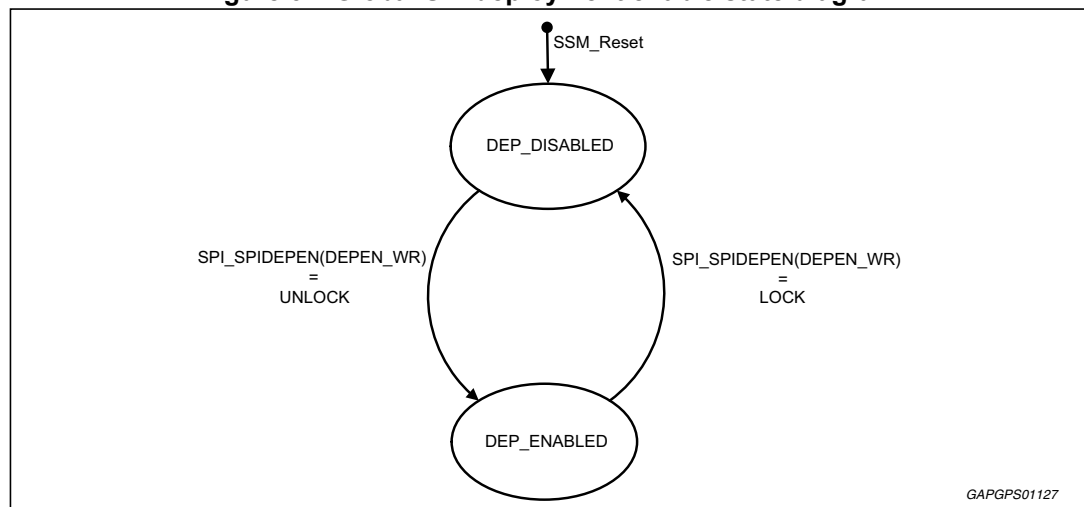 SSM_Reset
DEP_DISABLED
SPI_SPIDEPEN(DEPEN_WR)
=
UNLOCK
SPI_SPIDEPEN(DEPEN_WR)
=
LOCK
DEP_ENABLED
GAPGPS01127